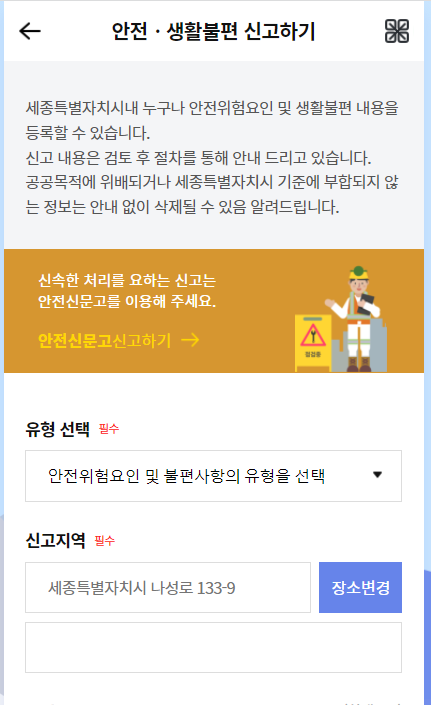 안전 · 생활불편 신고하기
세종특별자치시내 누구나 안전위험요인 및 생활불편 내용을
등록할 수 있습니다.
신고 내용은 검토 후 절차를 통해 안내 드리고 있습니다.
공공목적에 위배되거나 세종특별자치시 기준에 부합되지 않
는 정보는 안내 없이 삭제될 수 있음 알려드립니다.
신속한 처리를 요하는 신고는
안전신문고를 이용해 주세요.
안전신문고신고하기 →
점검중
유형 선택 필수
안전위험요인 및 불편사항의 유형을 선택
신고지역 필수
세종특별자치시 나성로 133-9
장소변경